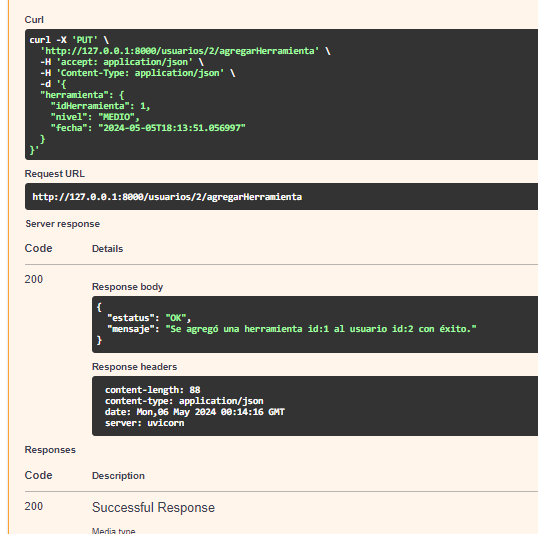 Curl
curl -X 'PUT' \
'http://127.0.0.1:8000/usuarios/2/agregarHerramienta' \
-H 'accept: application/json' \
-H 'Content-Type: application/json' \
-d '{
"herramienta": {
"idHerramienta": 1,
"nivel": "MEDIO",
"fecha": "2024-05-05T18:13:51.056997"
}
}'
Request URL
http://127.0.0.1:8000/usuarios/2/agregarHerramienta
Server response
Code Details
200
Response body
{
"estatus": "OK",
"mensaje": "Se agregó una herramienta id:1 al usuario id:2 con éxito."
}
Response headers
content-length: 88
content-type: application/json
date: Mon,06 May 2024 00:14:16 GMT
server: uvicorn
Responses
Code Description
200 Successful Response
Media type